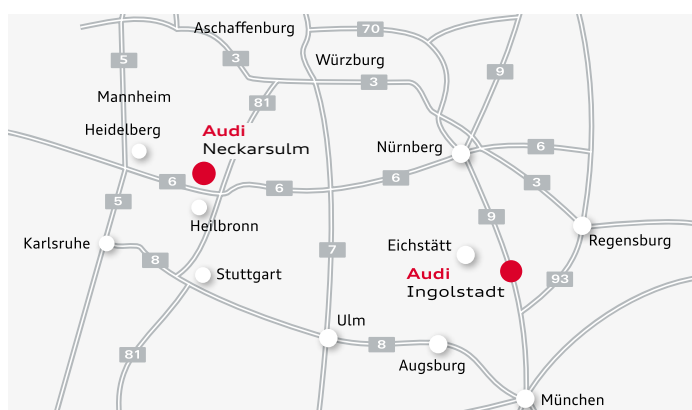 Aschaffenburg
70
5
3
Würzburg
9
3
Mannheim
81
Heidelberg
Audi
Neckarsulm
Nürnberg
6
6
6
6
3
5
9
Heilbronn
Karlsruhe
8
Stuttgart
7
Eichstätt
Regensburg
Audi
Ingolstadt
93
Ulm
81
8
Augsburg
München